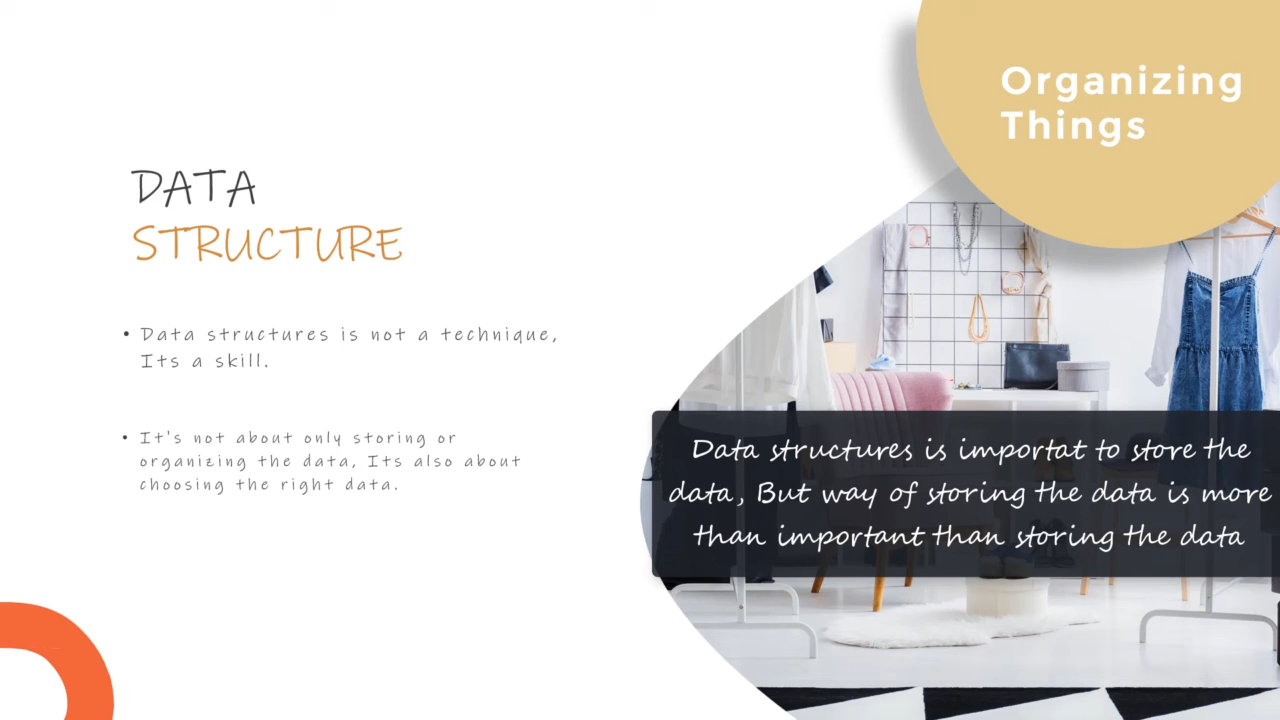 Organizing
Things
DATA
STRUCTURE
• Data structures is not a technique,
Its a skill.
• It's not about only storing or
organizing the data, Its also about
choosing the right data.
Data structures is importat to store the
data, But way of storing the data is more
than important than storing the data